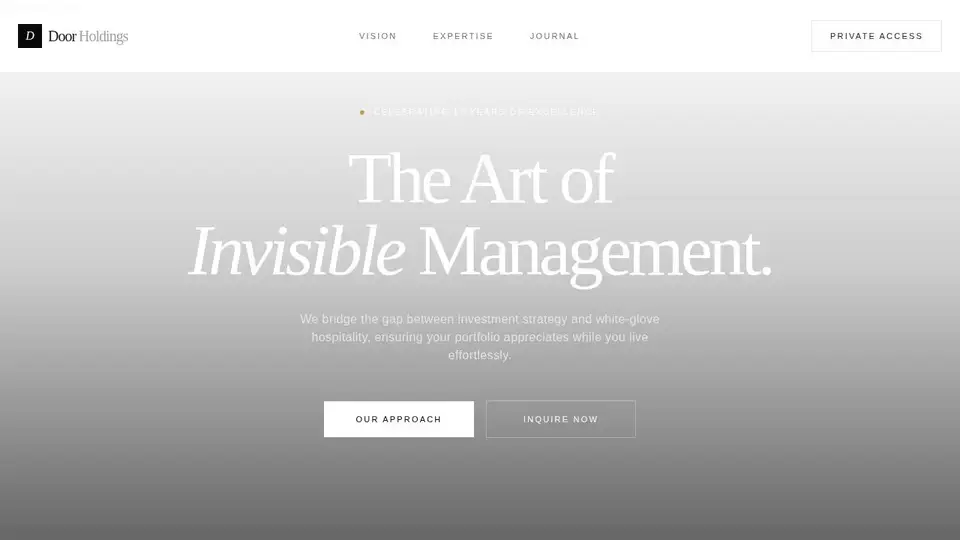 D Door Holdings
VISION EXPERTISE JOURNAL
PRIVATE ACCESS
The Art of
Invisible Management.
We bridge the gap between investment strategy and white-glove
hospitality, ensuring your portfolio appreciates while you live
effortlessly.
OUR APPROACH
INQUIRE NOW